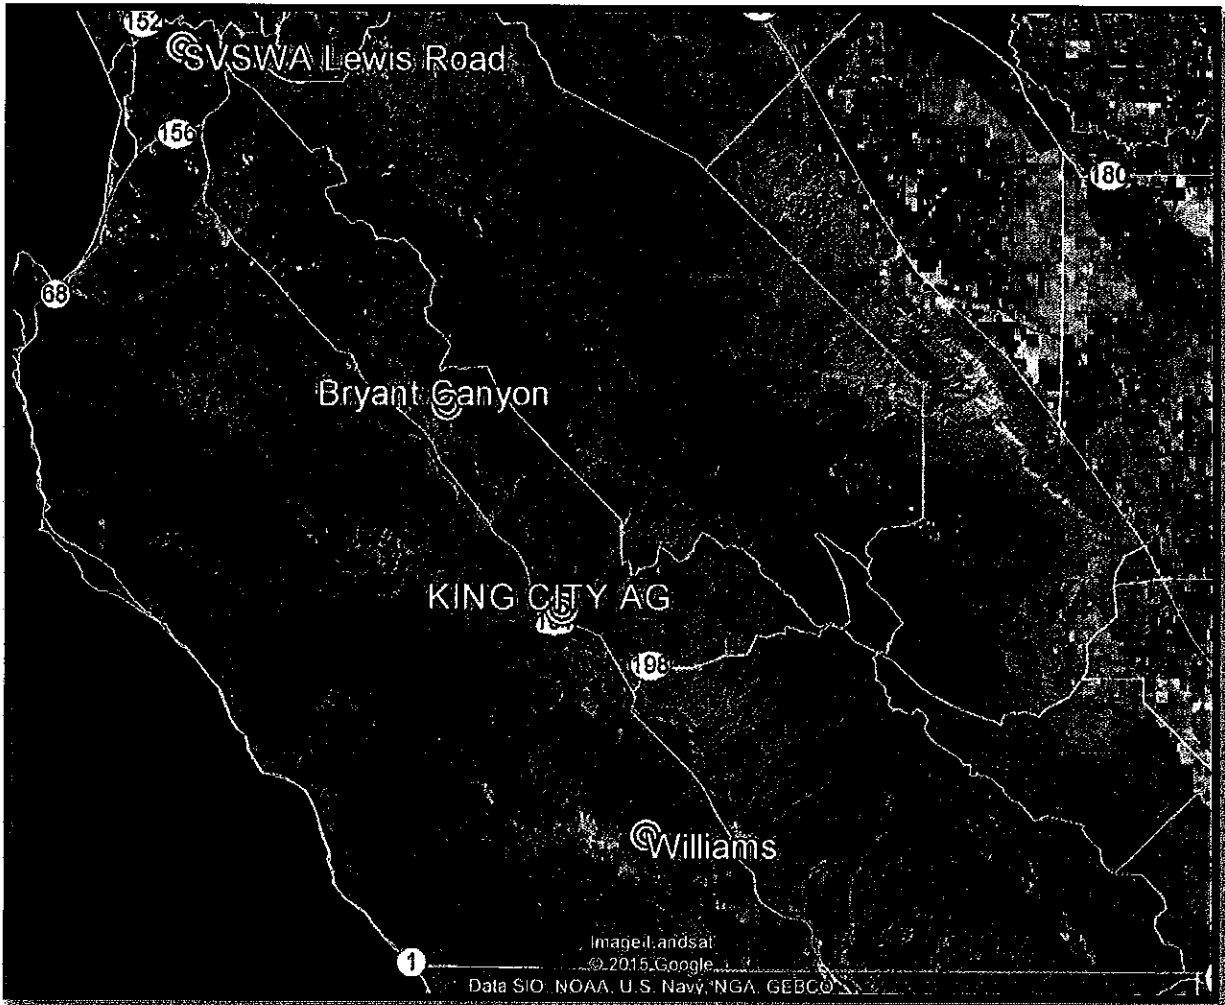 152
SVSWA Lewis Road
156
180
68
Bryant Canyon
KING CITY AG
198
Williams
Image Landsat
© 2015 Google
1
Data SIO, NOAA, U.S. Navy, NGA, GEBCO